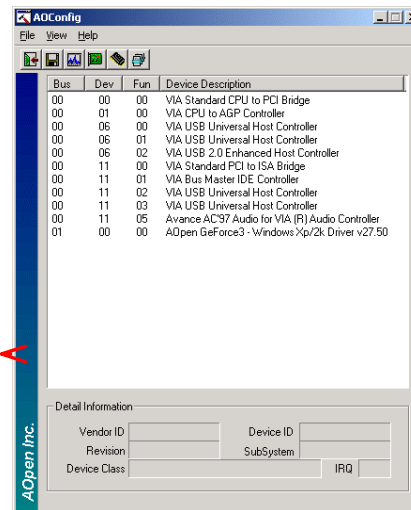 AOConfig
File View Help
Bus Dev Fun Device Description
00 00 00 VIA Standard CPU to PCI Bridge
00 01 00 VIA CPU to AGP Controller
00 06 00 VIA USB Universal Host Controller
00 06 01 VIA USB Universal Host Controller
00 06 02 VIA USB 2.0 Enhanced Host Controller
00 11 00 VIA Standard PCI to ISA Bridge
00 11 01 VIA Bus Master IDE Controller
00 11 02 VIA USB Universal Host Controller
00 11 03 VIA USB Universal Host Controller
00 11 05 Avance AC'97 Audio for VIA (R) Audio Controller
01 00 00 AOpen GeForce3 - Windows Xp/2k Driver v27.50
Detail Information
Vendor ID Device ID
Revision SubSystem
Device Class IRQ
AOpen Inc.